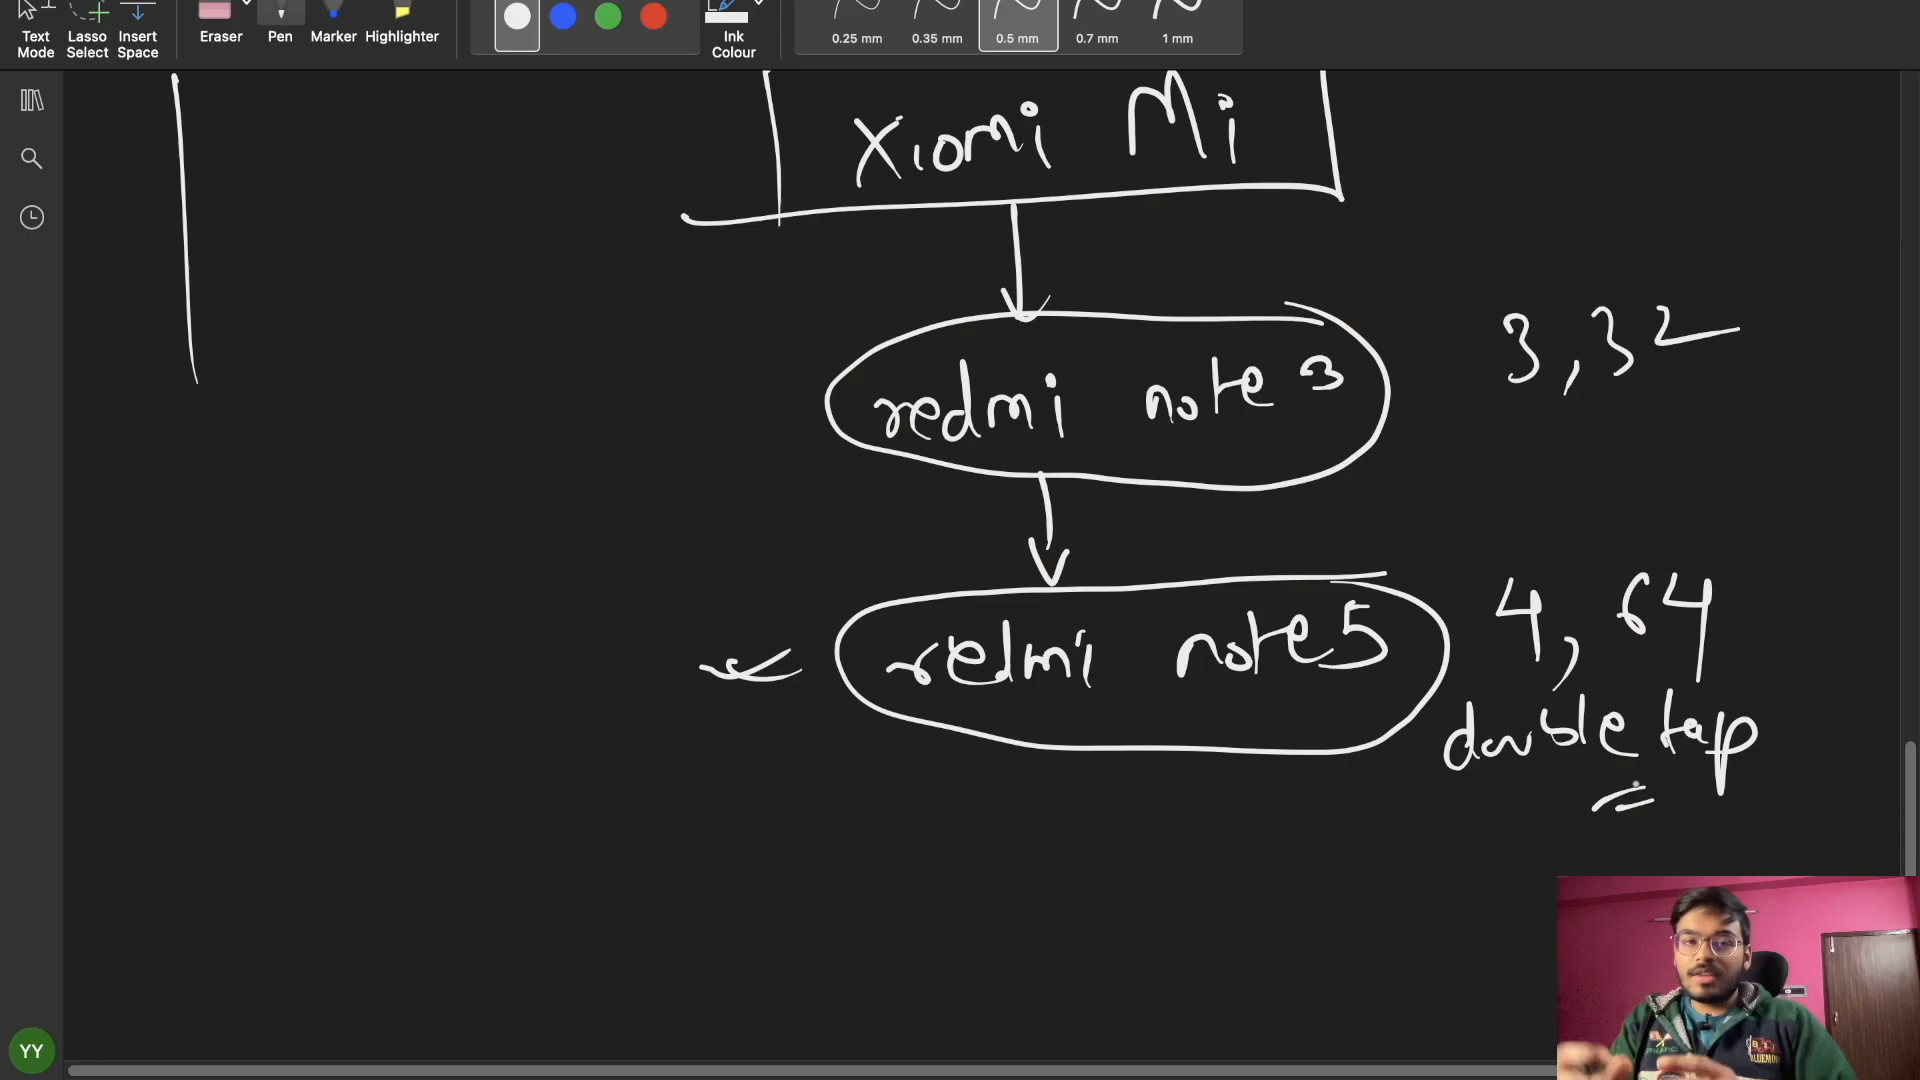 Text Mode
Lasso Select
Insert Space
Eraser
Pen
Marker
Highlighter
Ink Colour
0.25 mm
0.35 mm
0.5 mm
0.7 mm
1 mm
Xiomi Mi
redmi note 3
3, 32
redmi note 5
4, 64
double tap
YY